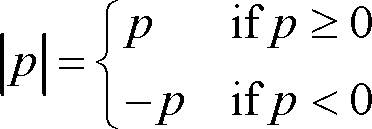 |p| = { p if p ≥ 0
-p if p < 0